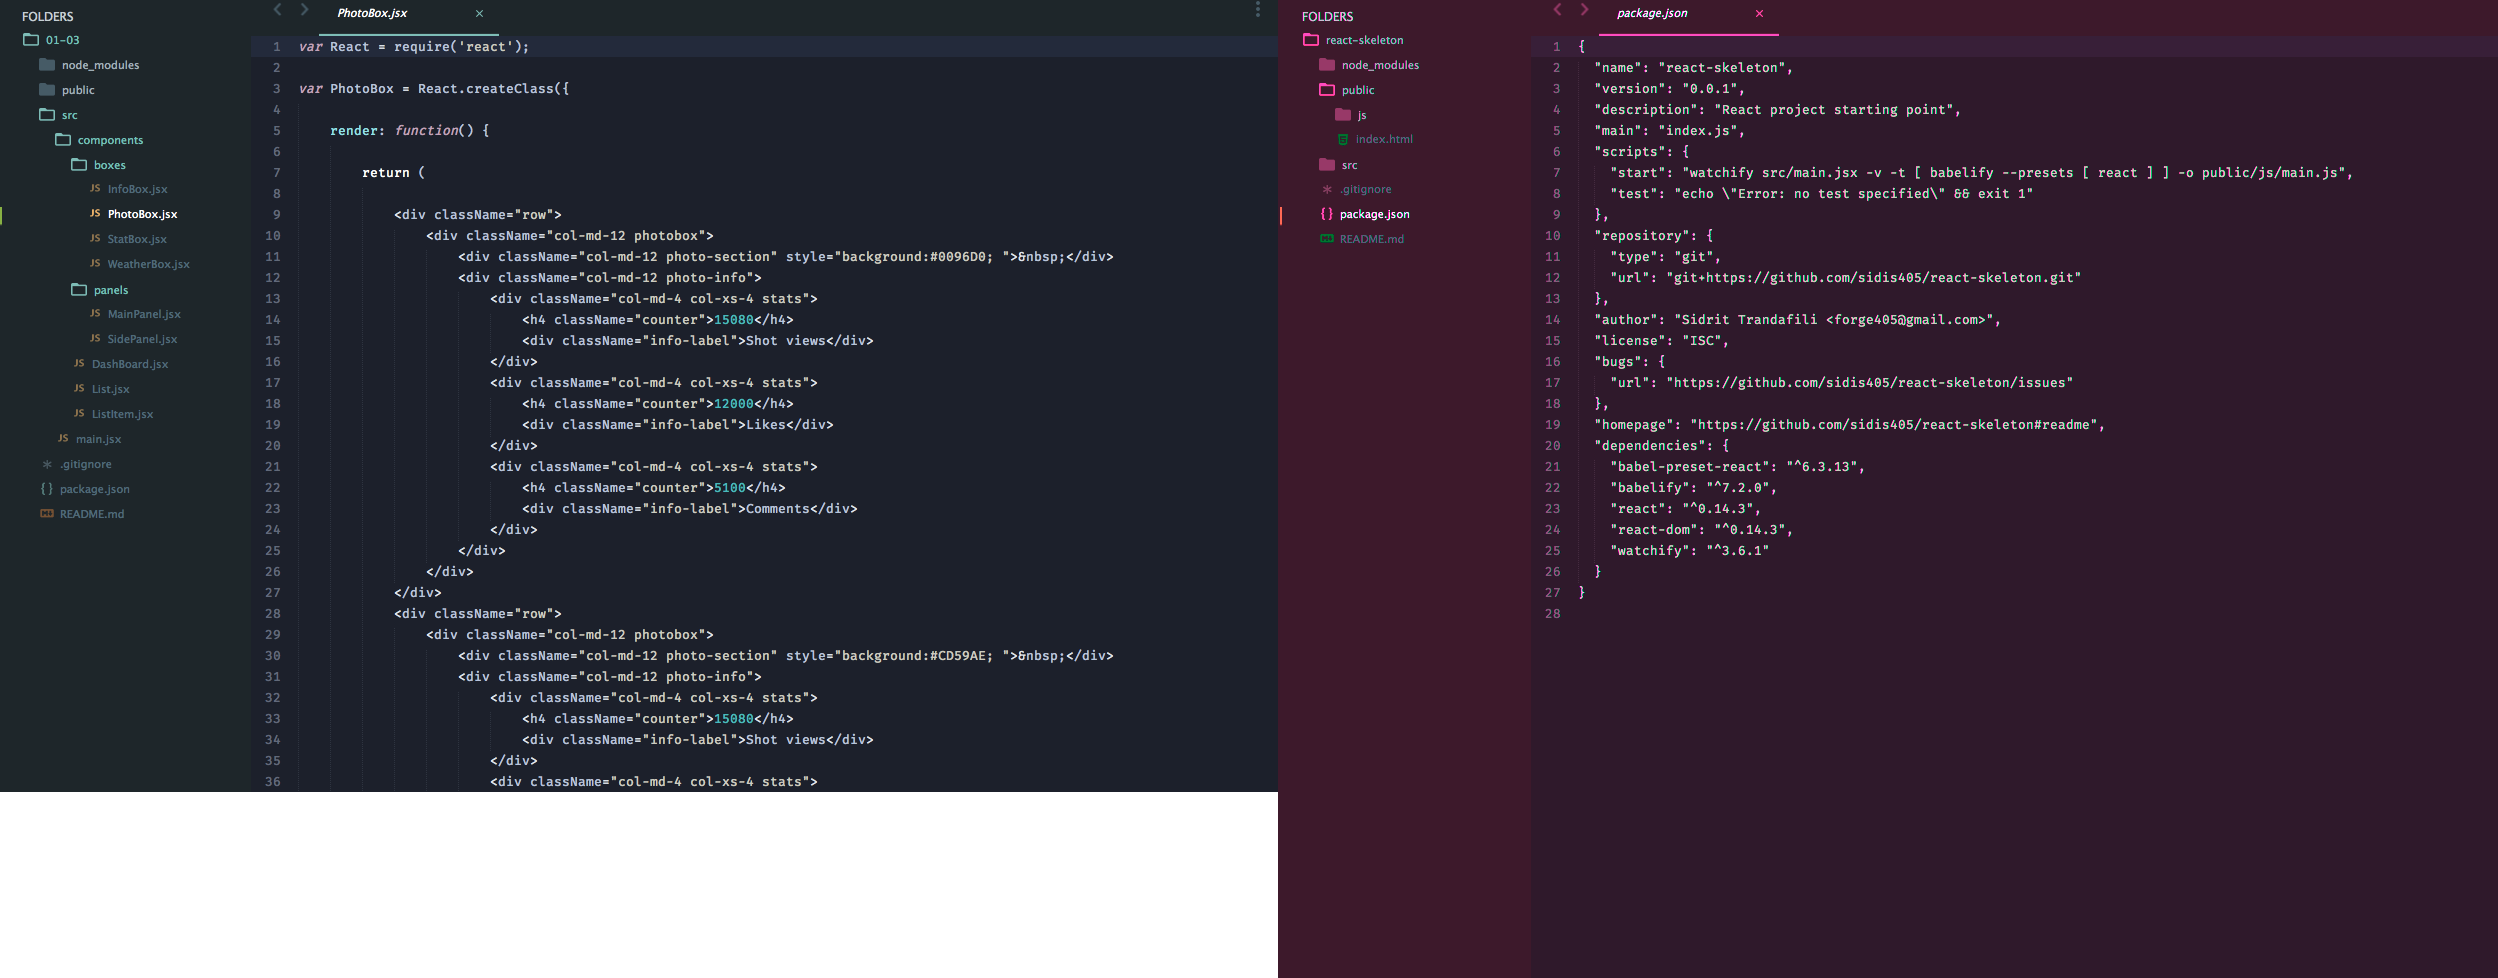 FOLDERS
01-03
node_modules
public
src
components
boxes
JS InfoBox.jsx
JS PhotoBox.jsx
JS StatBox.jsx
JS WeatherBox.jsx
panels
JS MainPanel.jsx
JS SidePanel.jsx
JS DashBoard.jsx
JS List.jsx
JS ListItem.jsx
JS main.jsx
* .gitignore
{} package.json
README.md
PhotoBox.jsx ×
1 var React = require('react');
2
3 var PhotoBox = React.createClass({
4
5 render: function() {
6
7 return (
8
9 <div className="row">
10 <div className="col-md-12 photobox">
11 <div className="col-md-12 photo-section" style="background:#0096D0; ">&nbsp;</div>
12 <div className="col-md-12 photo-info">
13 <div className="col-md-4 col-xs-4 stats">
14 <h4 className="counter">15080</h4>
15 <div className="info-label">Shot views</div>
16 </div>
17 <div className="col-md-4 col-xs-4 stats">
18 <h4 className="counter">12000</h4>
19 <div className="info-label">Likes</div>
20 </div>
21 <div className="col-md-4 col-xs-4 stats">
22 <h4 className="counter">5100</h4>
23 <div className="info-label">Comments</div>
24 </div>
25 </div>
26 </div>
27 </div>
28 <div className="row">
29 <div className="col-md-12 photobox">
30 <div className="col-md-12 photo-section" style="background:#CD59AE; ">&nbsp;</div>
31 <div className="col-md-12 photo-info">
32 <div className="col-md-4 col-xs-4 stats">
33 <h4 className="counter">15080</h4>
34 <div className="info-label">Shot views</div>
35 </div>
36 <div className="col-md-4 col-xs-4 stats">
FOLDERS
react-skeleton
node_modules
public
js
index.html
src
* .gitignore
{} package.json
README.md
package.json ×
1 {
2 "name": "react-skeleton",
3 "version": "0.0.1",
4 "description": "React project starting point",
5 "main": "index.js",
6 "scripts": {
7 "start": "watchify src/main.jsx -v -t [ babelify --presets [ react ] ] -o public/js/main.js",
8 "test": "echo \"Error: no test specified\" && exit 1"
9 },
10 "repository": {
11 "type": "git",
12 "url": "git+https://github.com/sidis405/react-skeleton.git"
13 },
14 "author": "Sidrit Trandafili <forge405@gmail.com>",
15 "license": "ISC",
16 "bugs": {
17 "url": "https://github.com/sidis405/react-skeleton/issues"
18 },
19 "homepage": "https://github.com/sidis405/react-skeleton#readme",
20 "dependencies": {
21 "babel-preset-react": "^6.3.13",
22 "babelify": "^7.2.0",
23 "react": "^0.14.3",
24 "react-dom": "^0.14.3",
25 "watchify": "^3.6.1"
26 }
27 }
28